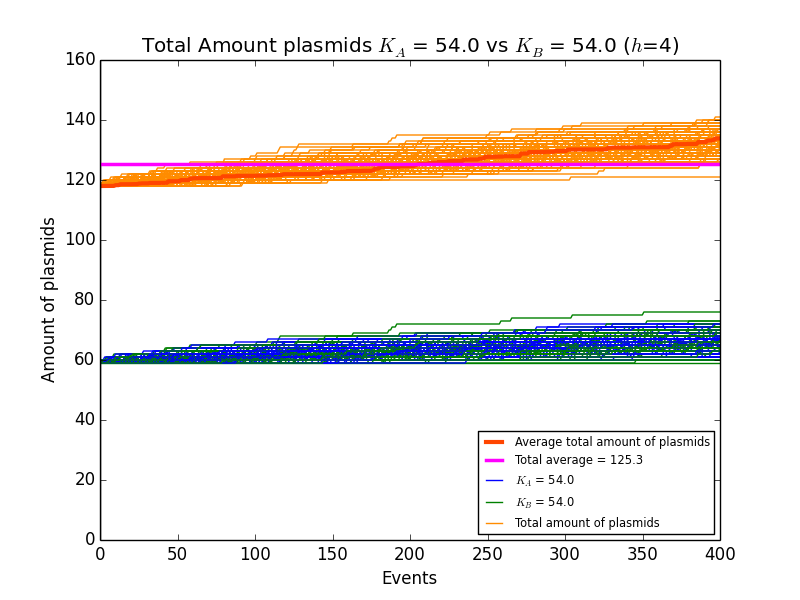 Total Amount plasmids K_A = 54.0 vs K_B = 54.0 (h=4)
160
140
120
100
80
60
40
20
0
Amount of plasmids
Average total amount of plasmids
Total average = 125.3
K_A = 54.0
K_B = 54.0
Total amount of plasmids
0 50 100 150 200 250 300 350 400
Events